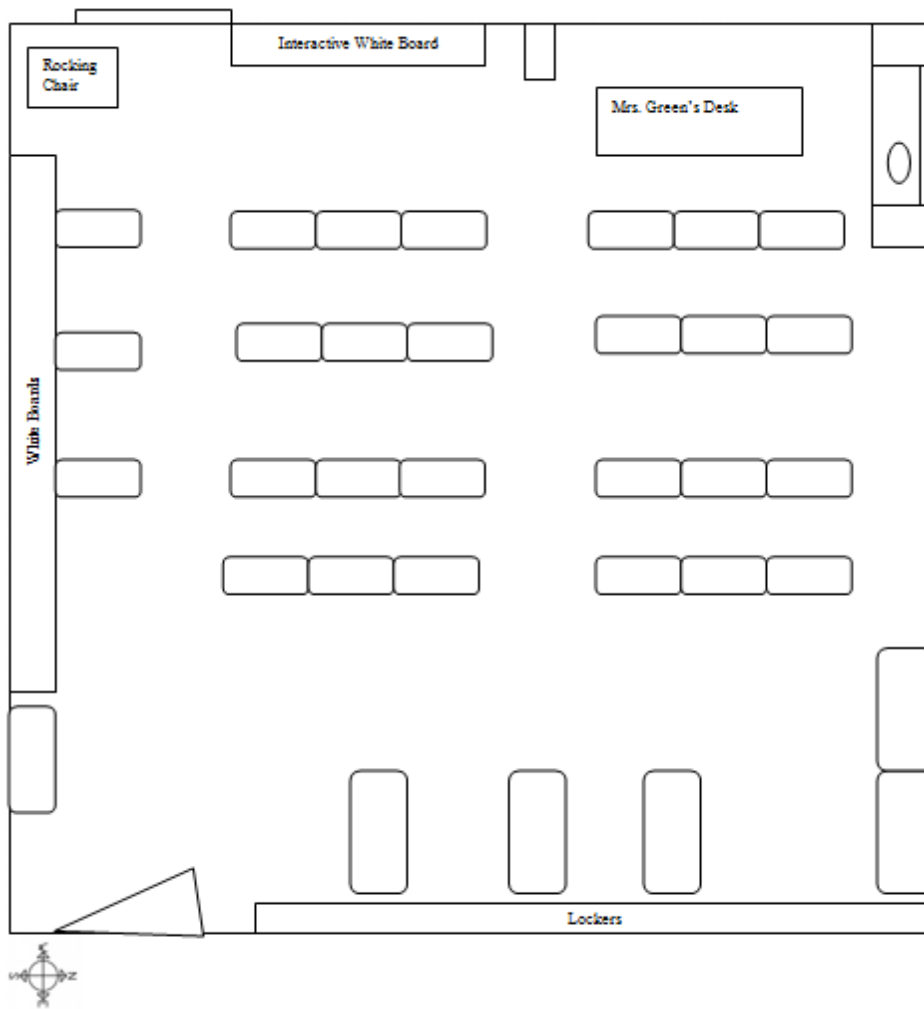 Interactive White Board
Rocking
Chair
Mrs. Green's Desk
White Boards
Lockers
S
N